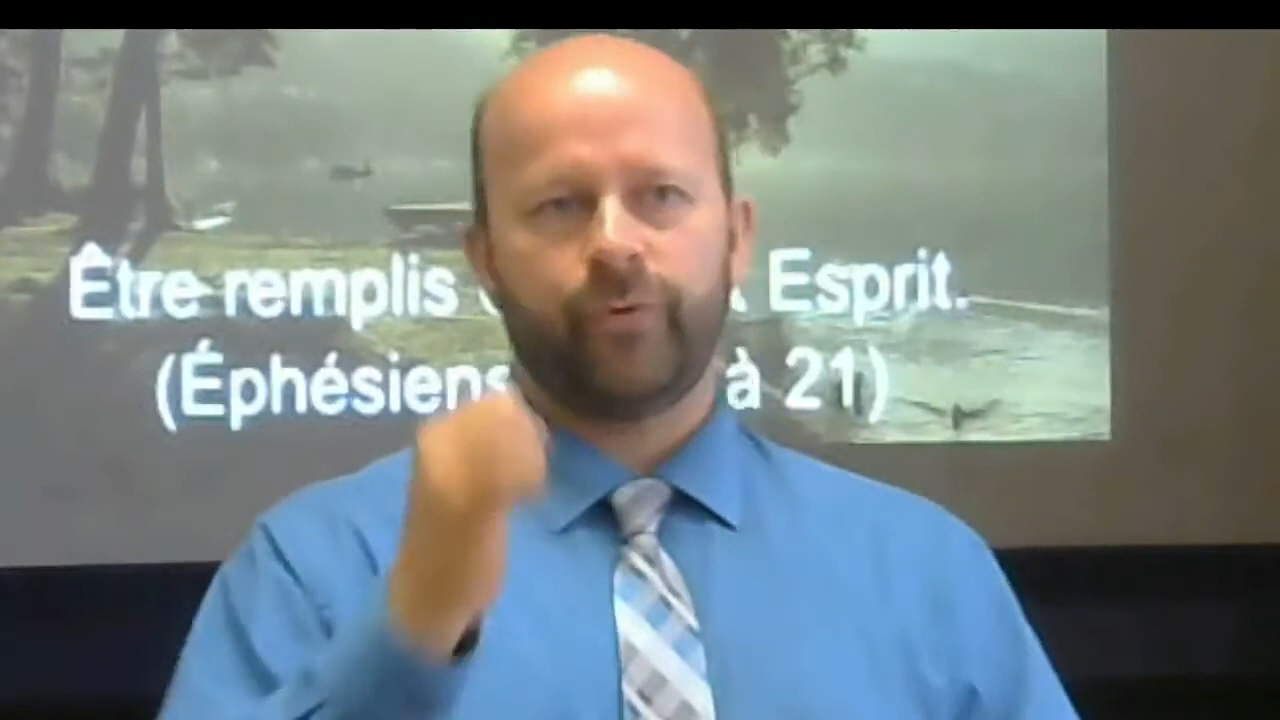 Être remplis Esprit.
(Éphésiens à 21)